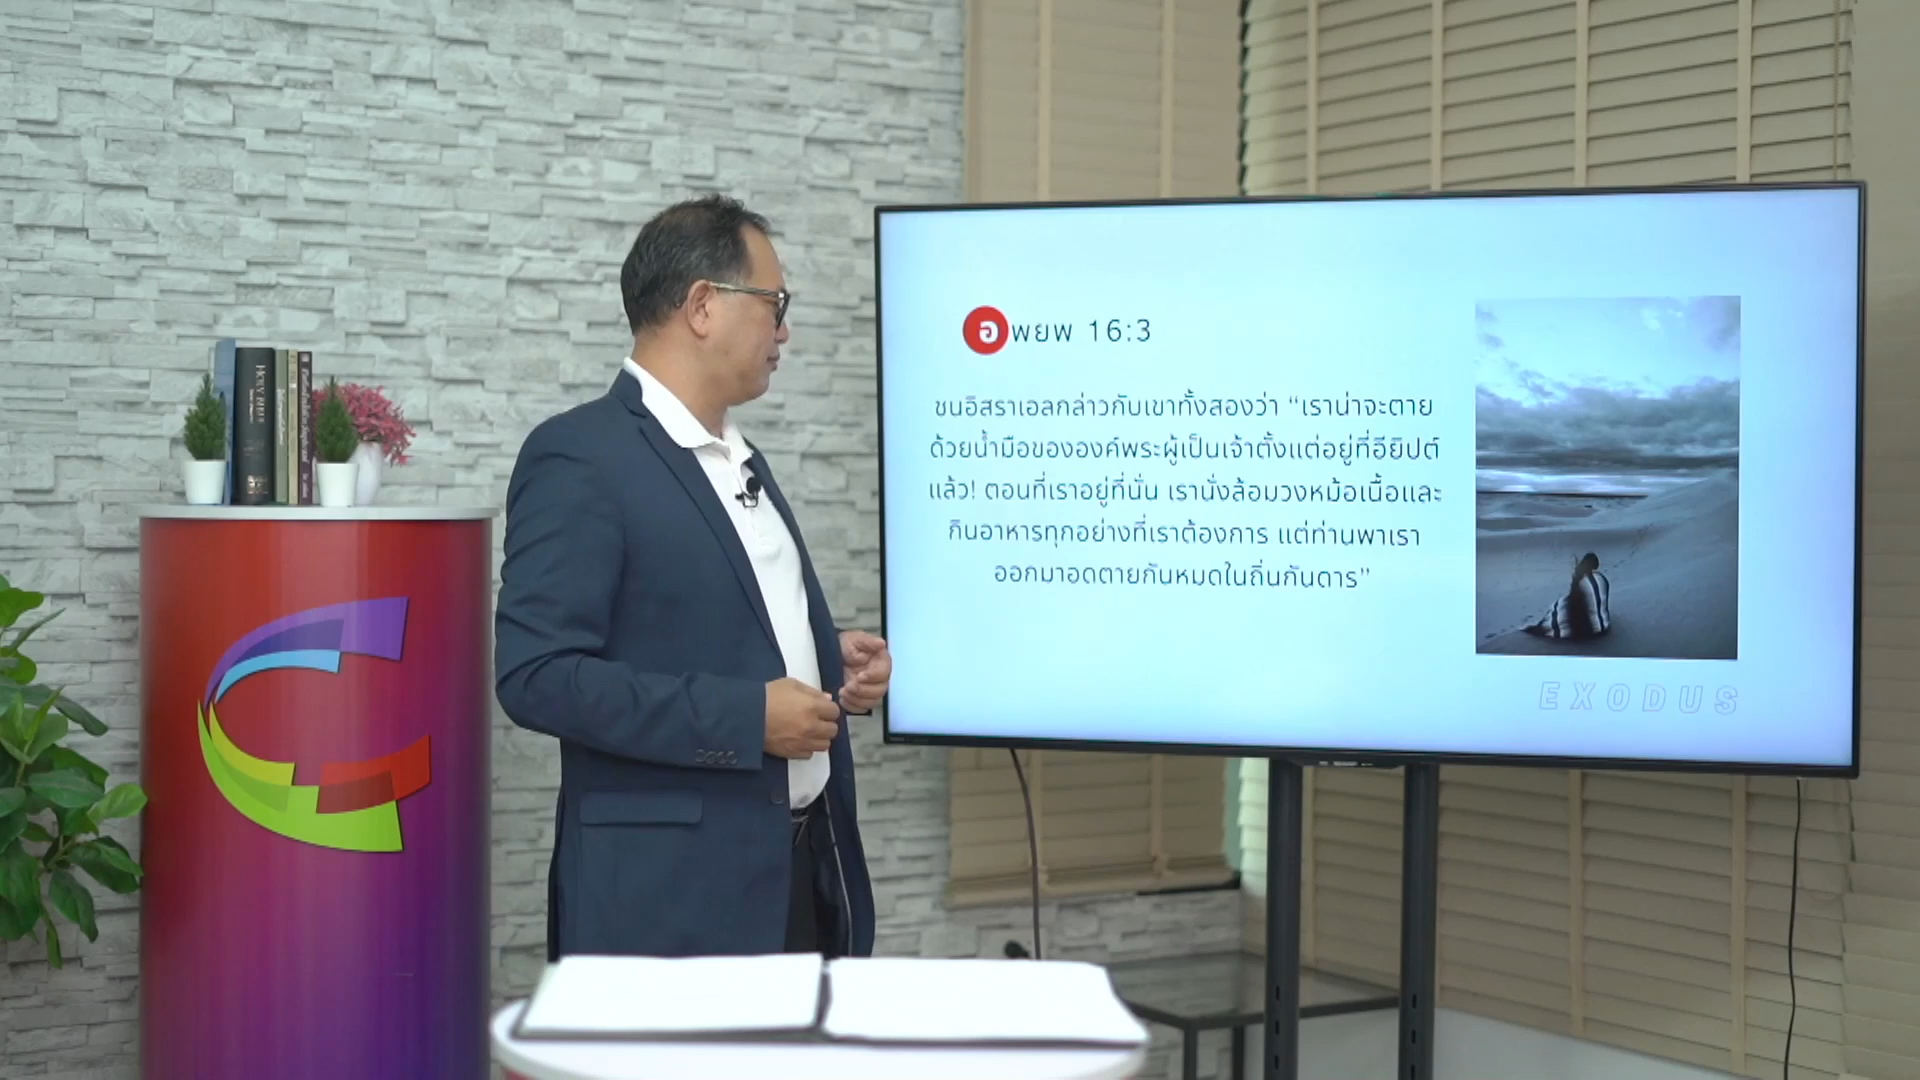 อพยพ 16:3
ชนอิสราเอลกล่าวกับเขาทั้งสองว่า “เราน่าจะตาย
ด้วยน้ำมือขององค์พระผู้เป็นเจ้าตั้งแต่อยู่ที่อียิปต์
แล้ว! ตอนที่เราอยู่ที่นั่น เรานั่งล้อมวงหม้อเนื้อและ
กินอาหารทุกอย่างที่เราต้องการ แต่ท่านพาเรา
ออกมาอดตายกันหมดในถิ่นกันดาร”
EXODUS
HOLY BIBLE